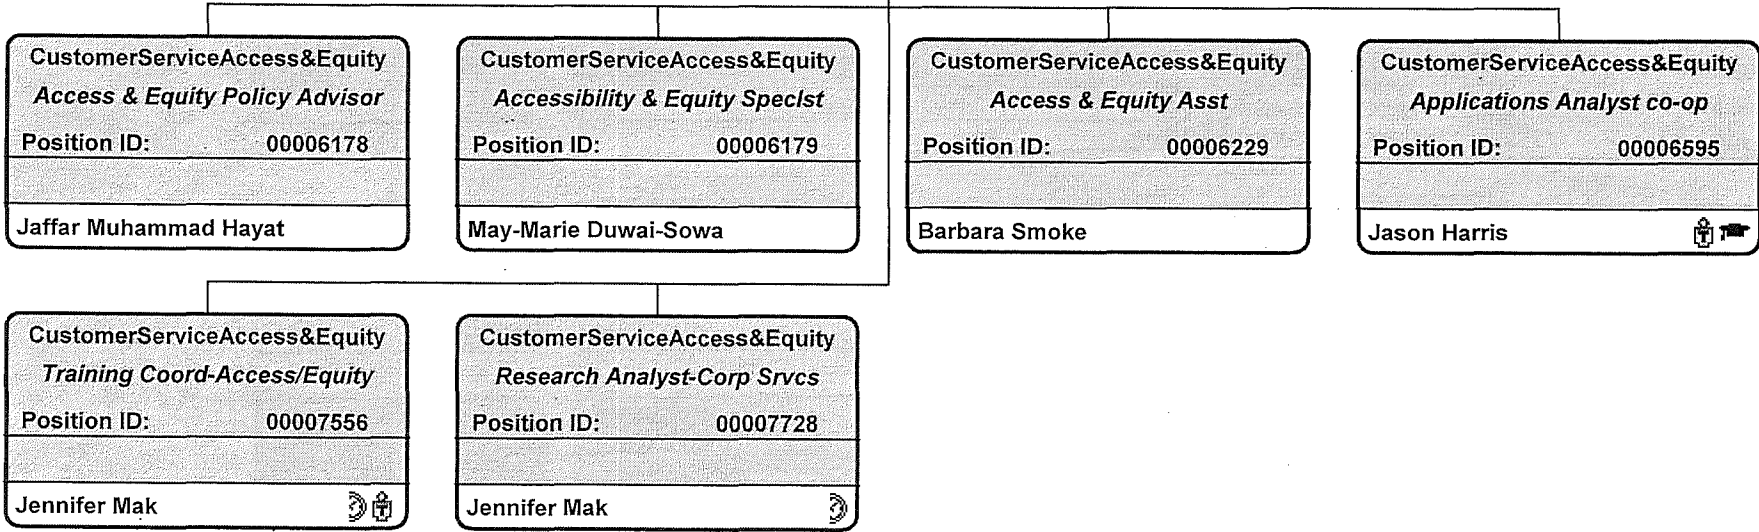 CustomerServiceAccess&Equity
Access & Equity Policy Advisor
Position ID: 00006178
Jaffar Muhammad Hayat
CustomerServiceAccess&Equity
Accessibility & Equity Speclst
Position ID: 00006179
May-Marie Duwai-Sowa
CustomerServiceAccess&Equity
Access & Equity Asst
Position ID: 00006229
Barbara Smoke
CustomerServiceAccess&Equity
Applications Analyst co-op
Position ID: 00006595
Jason Harris
CustomerServiceAccess&Equity
Training Coord-Access/Equity
Position ID: 00007556
Jennifer Mak
CustomerServiceAccess&Equity
Research Analyst-Corp Srvcs
Position ID: 00007728
Jennifer Mak